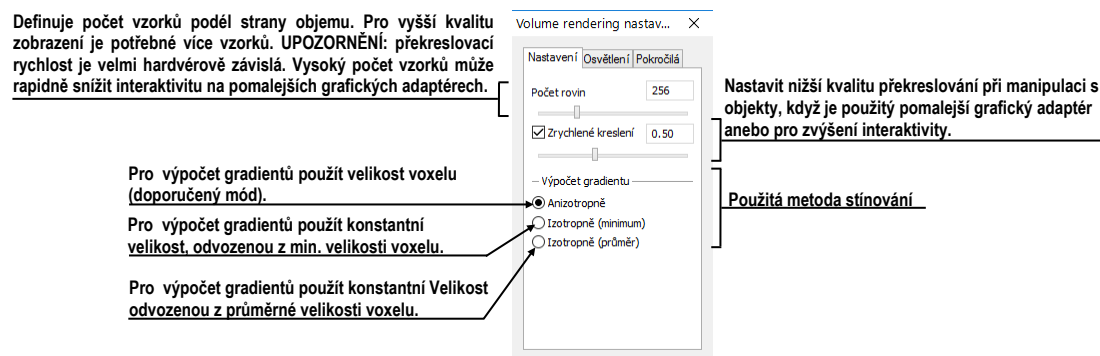 Definuje počet vzorků podél strany objemu. Pro vyšší kvalitu
zobrazení je potřebné více vzorků. UPOZORNĚNÍ: překreslovací
rychlost je velmi hardvérově závislá. Vysoký počet vzorků může
rapidně snížit interaktivitu na pomalejších grafických adaptérech.
Pro výpočet gradientů použít velikost voxelu
(doporučený mód).
Pro výpočet gradientů použít konstantní
velikost, odvozenou z min. velikosti voxelu.
Pro výpočet gradientů použít konstantní Velikost
odvozenou z průměrné velikosti voxelu.
Volume rendering nastav...
Nastavení Osvětlení Pokročilá
Počet rovin 256
Zrychlené kreslení 0.50
Výpočet gradientu
Anizotropně
Izotropně (minimum)
Izotropně (průměr)
Nastavit nižší kvalitu překreslování při manipulaci s
objekty, když je použitý pomalejší grafický adaptér
anebo pro zvýšení interaktivity.
Použitá metoda stínování